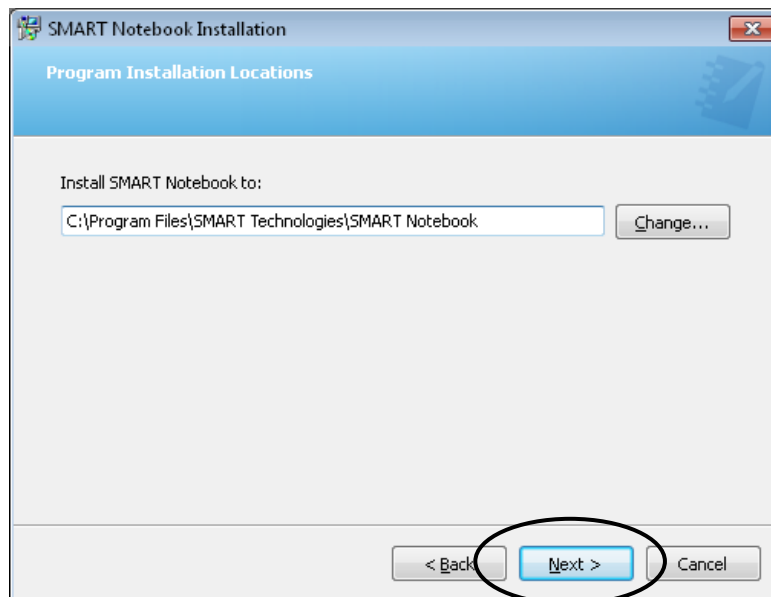 SMART Notebook Installation
Program Installation Locations
Install SMART Notebook to:
C:\Program Files\SMART Technologies\SMART Notebook
Change...
< Back
Next >
Cancel